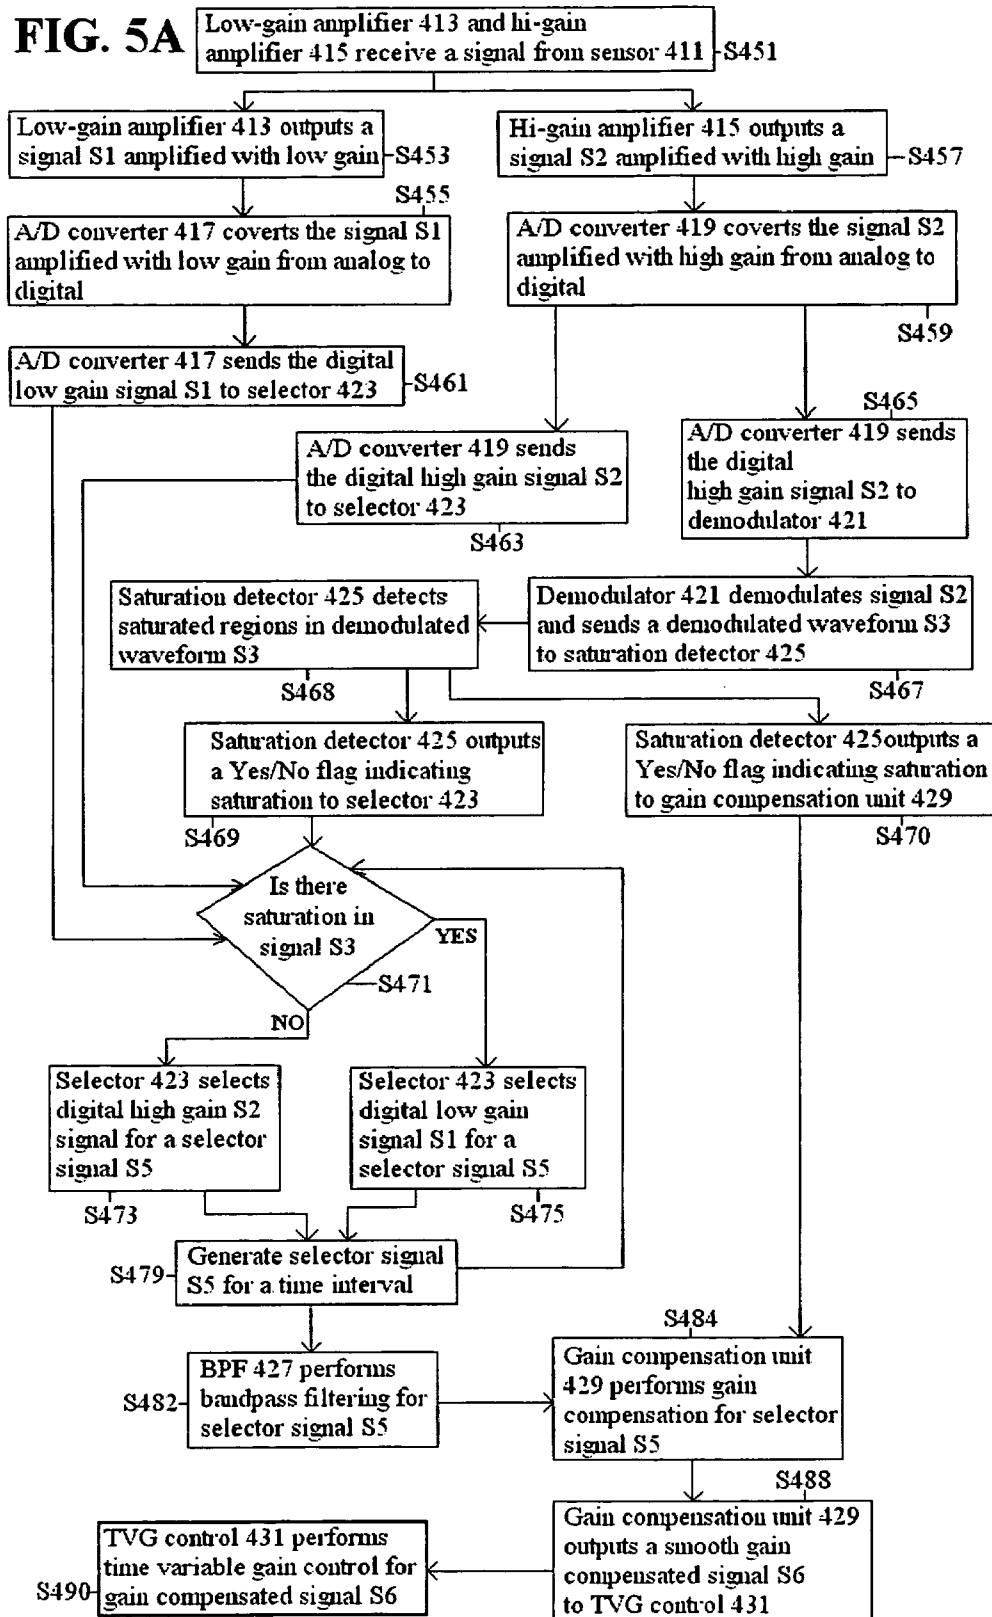 FIG. 5A
Low-gain amplifier 413 and hi-gain
amplifier 415 receive a signal from sensor 411
S451
Low-gain amplifier 413 outputs a
signal S1 amplified with low gain
S453
Hi-gain amplifier 415 outputs a
signal S2 amplified with high gain
S457
S455
A/D converter 417 coverts the signal S1
amplified with low gain from analog to
digital
A/D converter 419 coverts the signal S2
amplified with high gain from analog to
digital
S459
A/D converter 417 sends the digital
low gain signal S1 to selector 423
S461
A/D converter 419 sends
the digital high gain signal S2
to selector 423
S463
S465
A/D converter 419 sends
the digital
high gain signal S2 to
demodulator 421
Saturation detector 425 detects
saturated regions in demodulated
waveform S3
S468
Demodulator 421 demodulates signal S2
and sends a demodulated waveform S3
to saturation detector 425
S467
Saturation detector 425 outputs
a Yes/No flag indicating
saturation to selector 423
S469
Saturation detector 425outputs a
Yes/No flag indicating saturation
to gain compensation unit 429
S470
Is there
saturation in
signal S3
YES
S471
NO
Selector 423 selects
digital high gain S2
signal for a selector
signal S5
S473
Selector 423 selects
digital low gain
signal S1 for a
selector signal S5
S475
Generate selector signal
S5 for a time interval
S479
S484
BPF 427 performs
bandpass filtering for
selector signal S5
S482
Gain compensation unit
429 performs gain
compensation for selector
signal S5
S488
Gain compensation unit 429
outputs a smooth gain
compensated signal S6
to TVG control 431
TVG control 431 performs
time variable gain control for
gain compensated signal S6
S490